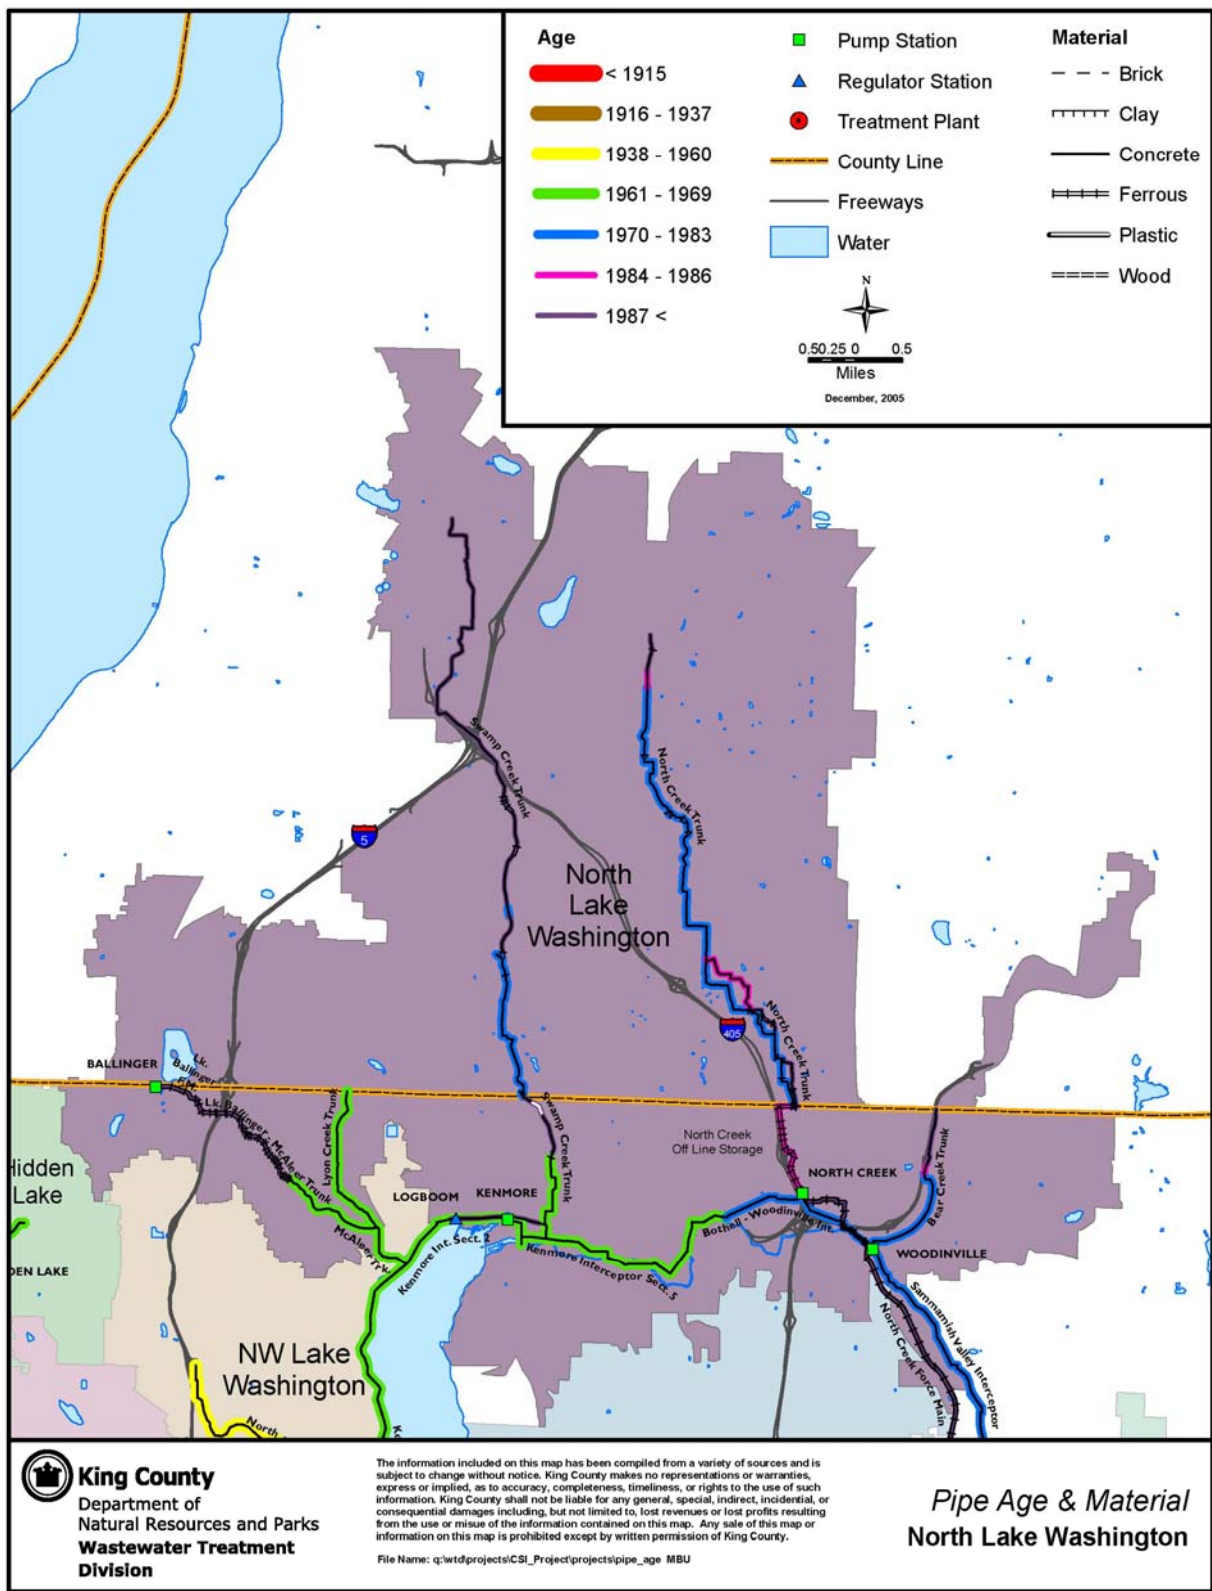 Age
< 1915
1916 - 1937
1938 - 1960
1961 - 1969
1970 - 1983
1984 - 1986
1987 <
Pump Station
Regulator Station
Treatment Plant
County Line
Freeways
Water
N
0.5 0.25 0 0.5
Miles
December, 2005
Material
Brick
Clay
Concrete
Ferrous
Plastic
Wood
Swamp Creek Trunk
North Creek Trunk
5
North
Lake
Washington
405
North Creek Trunk
BALLINGER
Lk.
Ballinger
F.M.
Lk. Ballinger - McAleer Trunk
Lyon Creek Trunk
Swamp Creek Trunk
North Creek
Off Line Storage
NORTH CREEK
Bear Creek Trunk
Hidden
Lake
LOGBOOM
KENMORE
McAleer Trk.
Kenmore Int. Sect. 2
Kenmore Interceptor Sect. 5
Bothell - Woodinville Int.
WOODINVILLE
DEN LAKE
NW Lake
Washington
Sammamish Valley Interceptor
North Creek Force Main
North
Ke
King County
Department of
Natural Resources and Parks
Wastewater Treatment
Division
The information included on this map has been compiled from a variety of sources and is
subject to change without notice. King County makes no representations or warranties,
express or implied, as to accuracy, completeness, timeliness, or rights to the use of such
information. King County shall not be liable for any general, special, indirect, incidental, or
consequential damages including, but not limited to, lost revenues or lost profits resulting
from the use or misue of the information contained on this map. Any sale of this map or
information on this map is prohibited except by written permission of King County.
File Name: q:\wtd\projects\CSI_Project\projects\pipe_age MBU
Pipe Age & Material
North Lake Washington